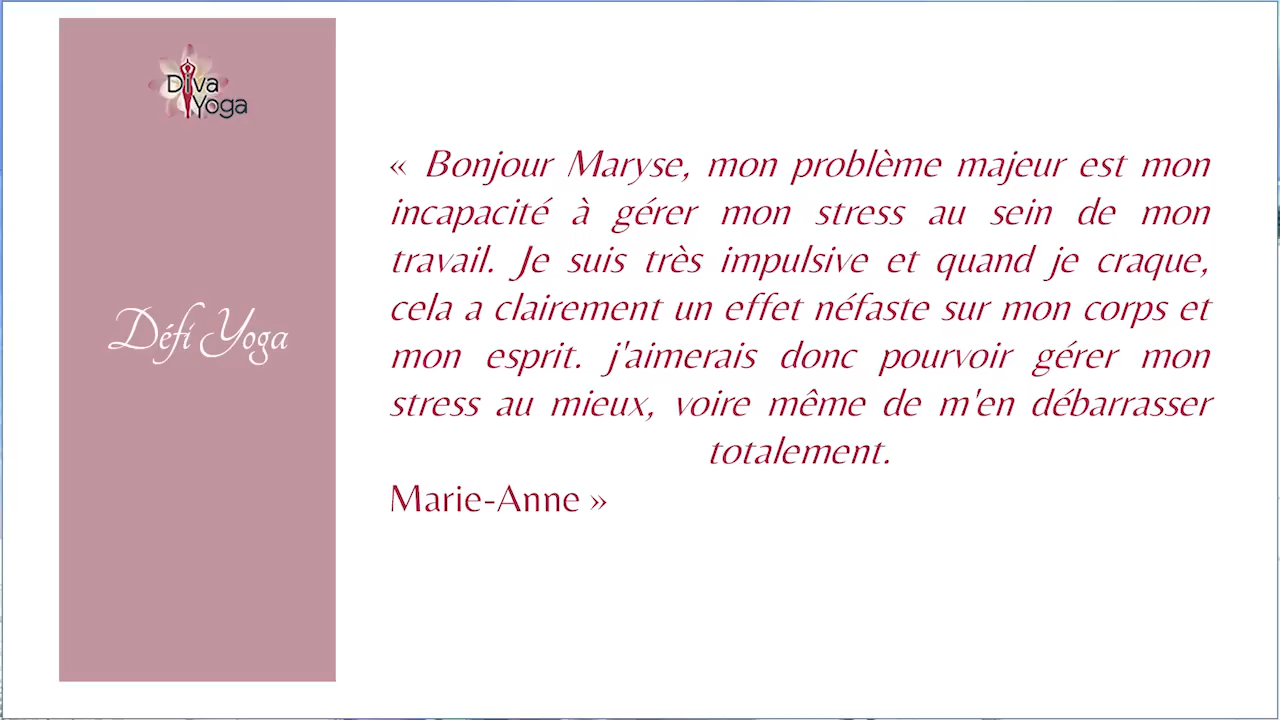 Diva
Yoga
Défi Yoga
« Bonjour Maryse, mon problème majeur est mon
incapacité à gérer mon stress au sein de mon
travail. Je suis très impulsive et quand je craque,
cela a clairement un effet néfaste sur mon corps et
mon esprit. j'aimerais donc pourvoir gérer mon
stress au mieux, voire même de m'en débarrasser
totalement.
Marie-Anne »